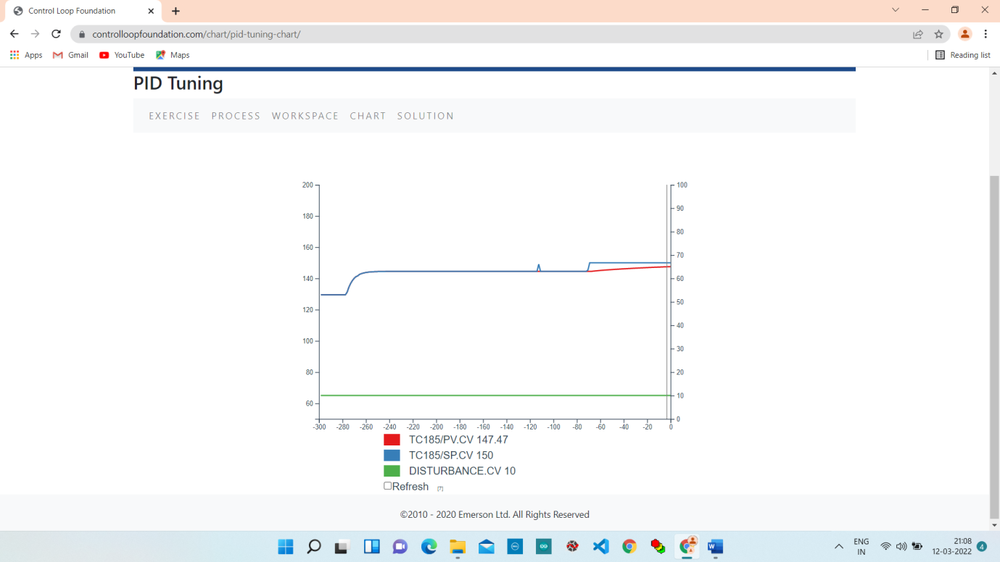 Control Loop Foundation
controlloopfoundation.com/chart/pid-tuning-chart/
Apps Gmail YouTube Maps Reading list
PID Tuning
EXERCISE PROCESS WORKSPACE CHART SOLUTION
200 100
90
180
80
160 70
140 60
120 50
40
100
30
80 20
60 10
0
-300 -280 -260 -240 -220 -200 -180 -160 -140 -120 -100 -80 -60 -40 -20 0
TC185/PV.CV 147.47
TC185/SP.CV 150
DISTURBANCE.CV 10
Refresh [7]
©2010 - 2020 Emerson Ltd. All Rights Reserved
ENG 21:08
IN 12-03-2022 4